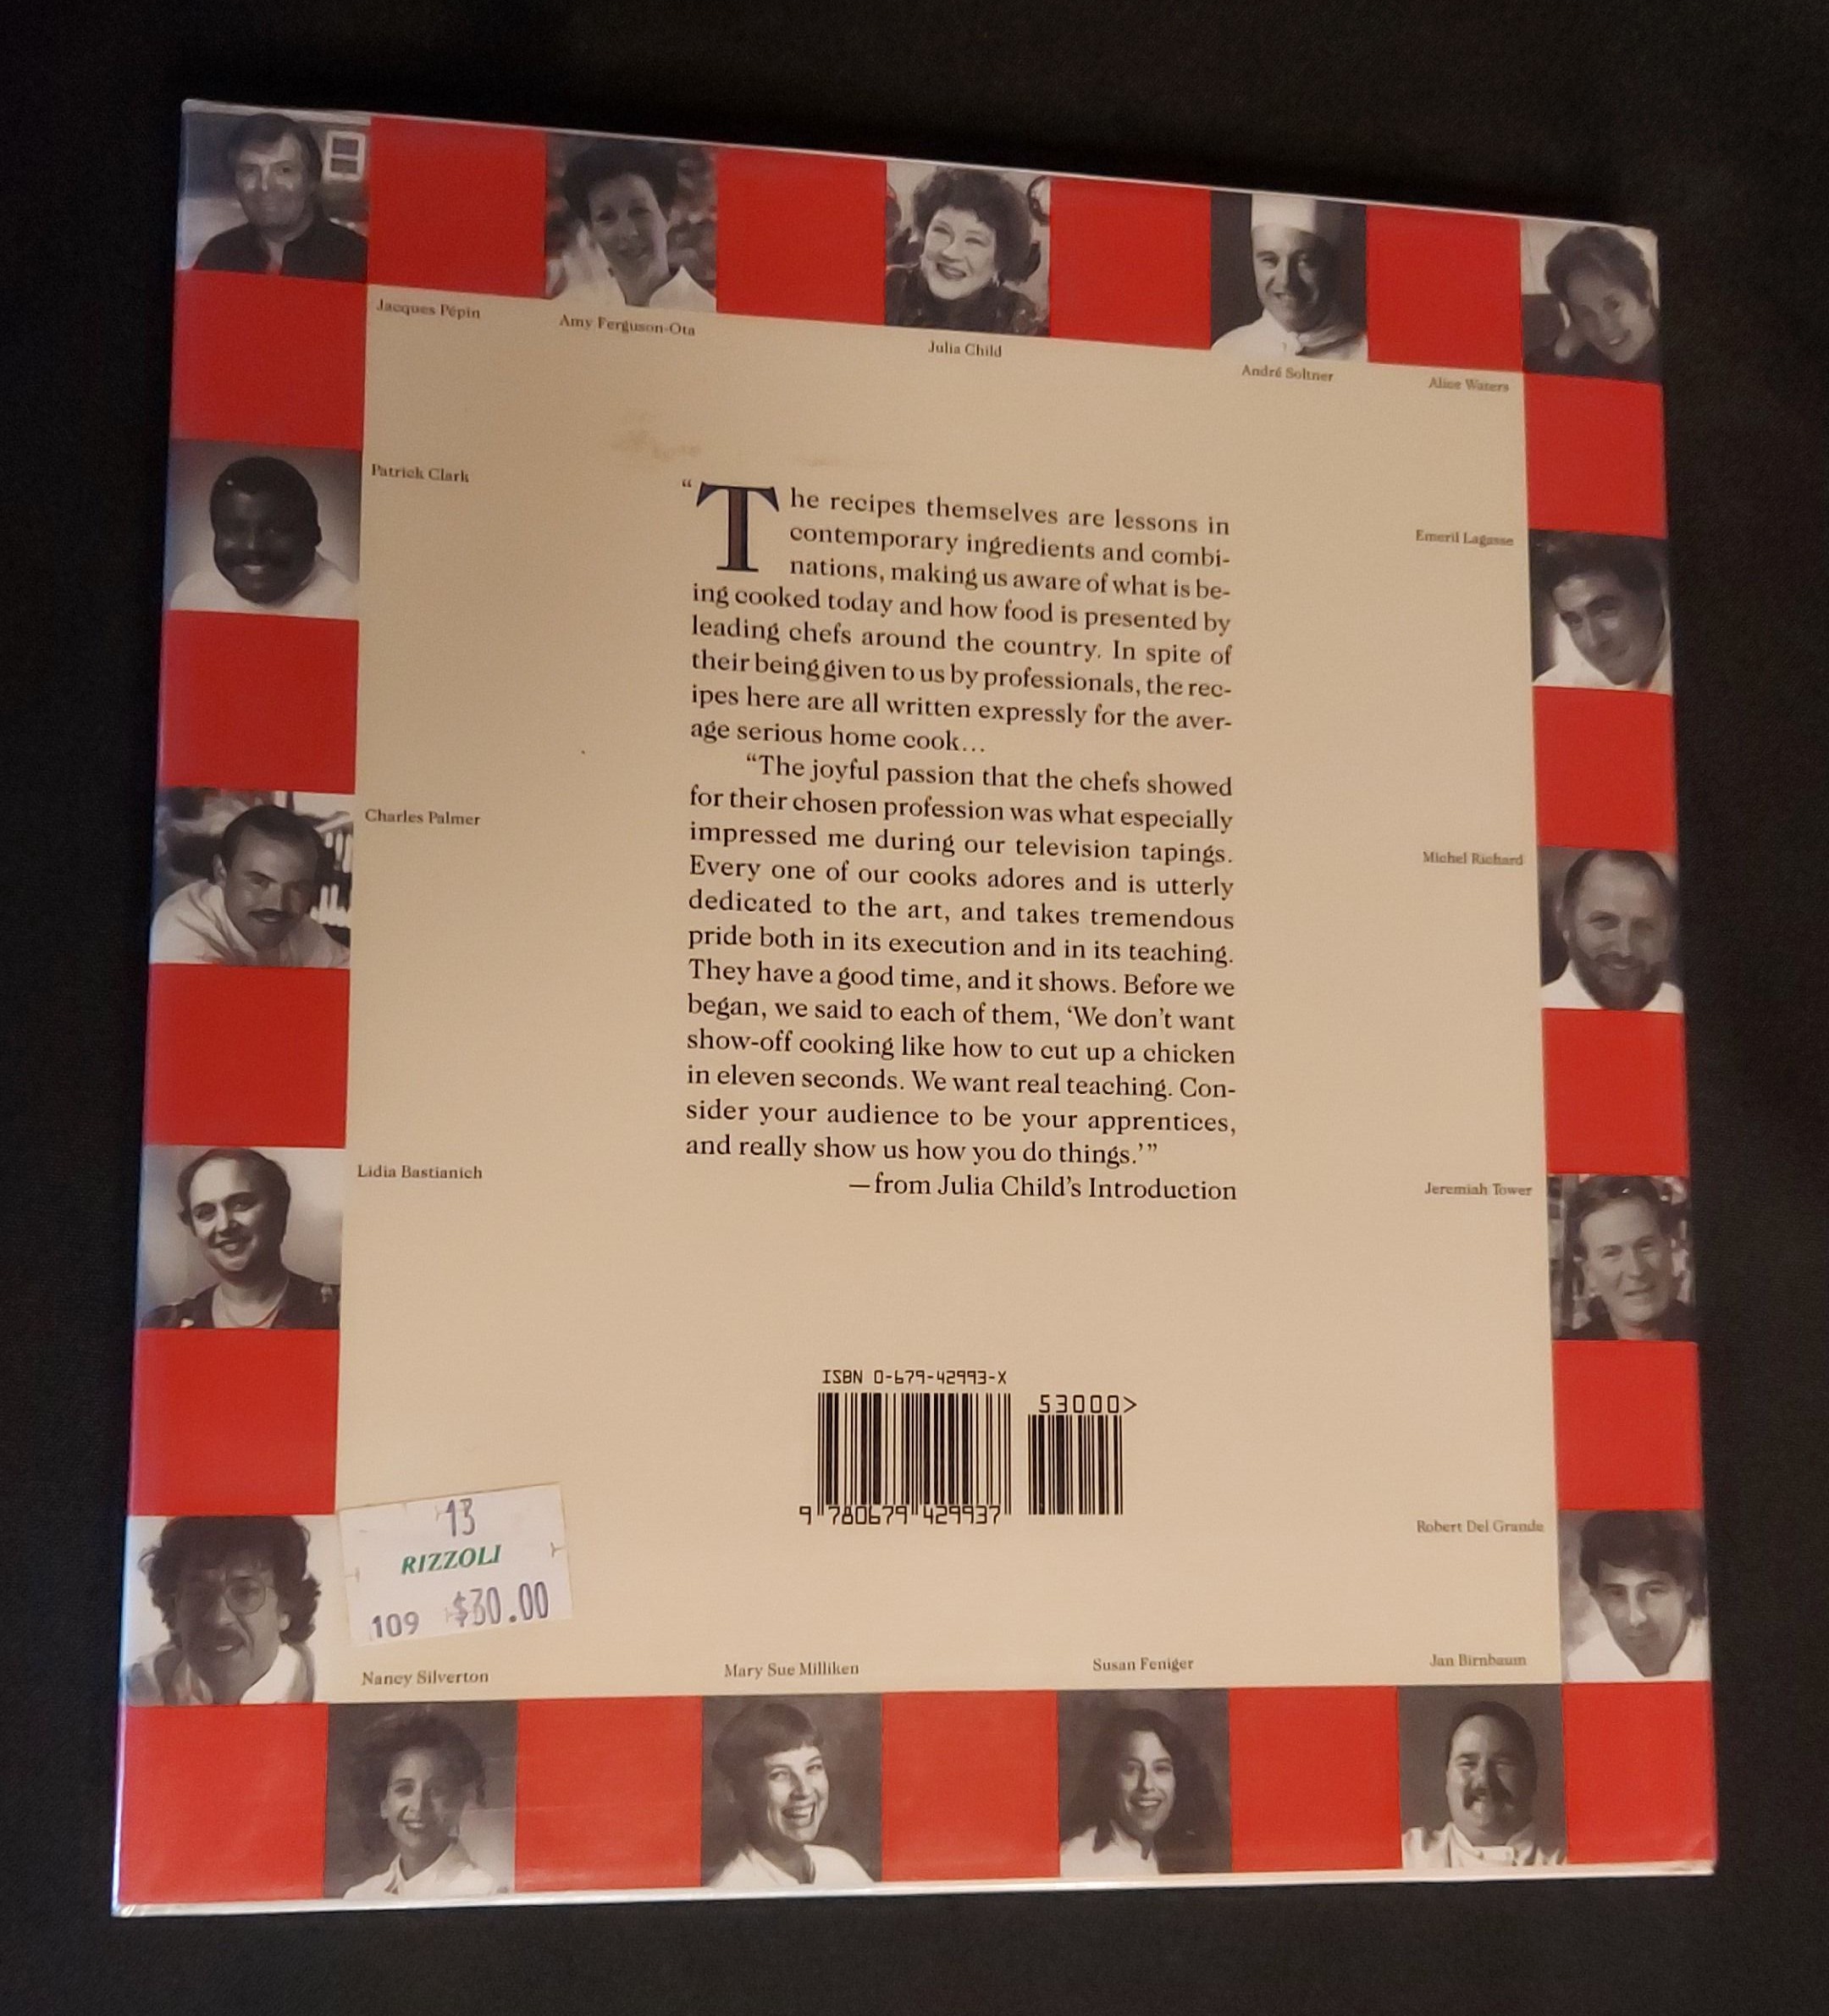 Jacques Pépin
Amy Ferguson-Ota
Julia Child
André Soltner
Alice Waters
Patrick Clark
Emeril Lagasse
Charles Palmer
Michel Richard
Lidia Bastianich
Jeremiah Tower
Robert Del Grande
Nancy Silverton
Mary Sue Milliken
Susan Feniger
Jan Birnbaum
“The recipes themselves are lessons in
contemporary ingredients and combi-
nations, making us aware of what is be-
ing cooked today and how food is presented by
leading chefs around the country. In spite of
their being given to us by professionals, the rec-
ipes here are all written expressly for the aver-
age serious home cook…
“The joyful passion that the chefs showed
for their chosen profession was what especially
impressed me during our television tapings.
Every one of our cooks adores and is utterly
dedicated to the art, and takes tremendous
pride both in its execution and in its teaching.
They have a good time, and it shows. Before we
began, we said to each of them, ‘We don’t want
show-off cooking like how to cut up a chicken
in eleven seconds. We want real teaching. Con-
sider your audience to be your apprentices,
and really show us how you do things.’”
—from Julia Child’s Introduction
ISBN 0-679-42993-X
53000>
9 780679 429937
13
RIZZOLI
109 $30.00